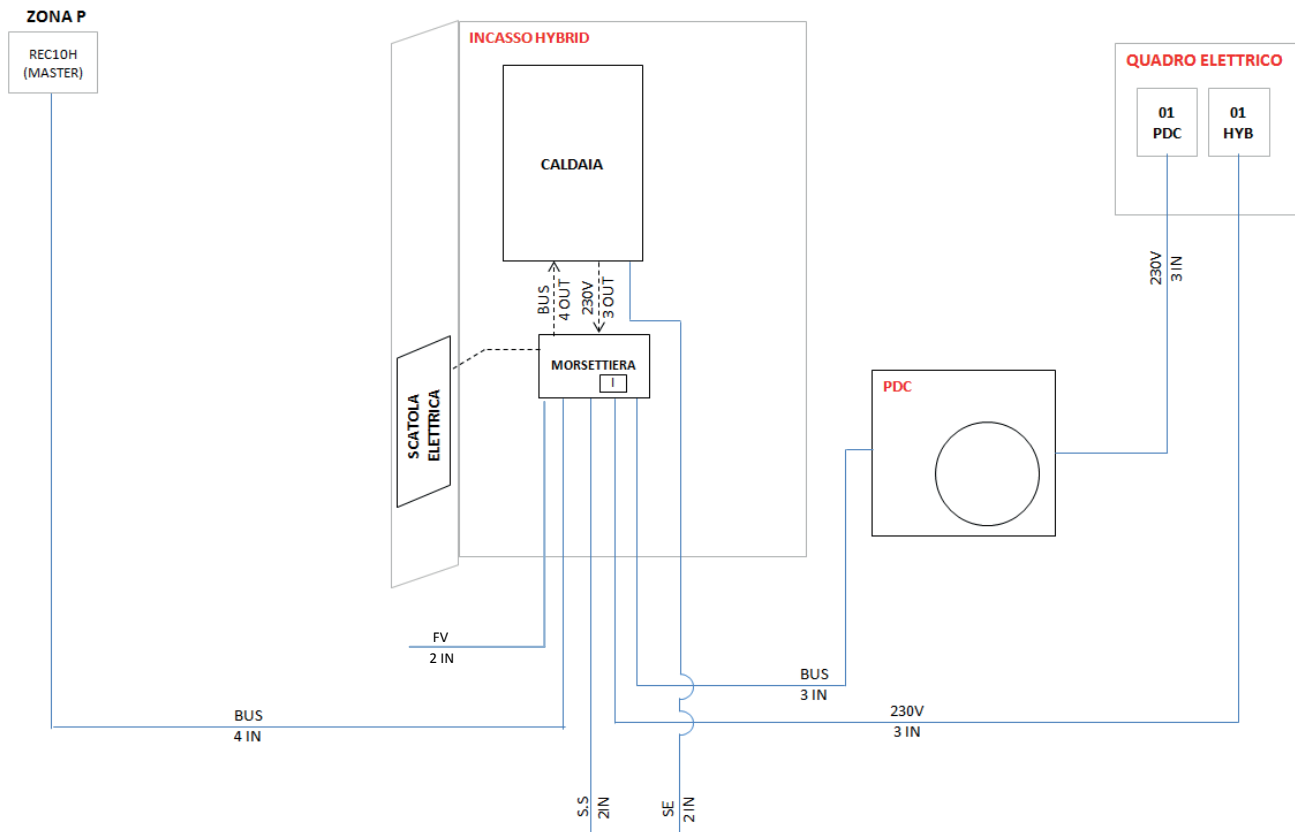 ZONA P
REC10H
(MASTER)
INCASSO HYBRID
CALDAIA
BUS
4 OUT
230V
3 OUT
MORSETTIERA
I
SCATOLA
ELETTRICA
QUADRO ELETTRICO
01
PDC
01
HYB
230V
3 IN
PDC
FV
2 IN
BUS
3 IN
BUS
4 IN
230V
3 IN
S.S
2IN
SE
2 IN